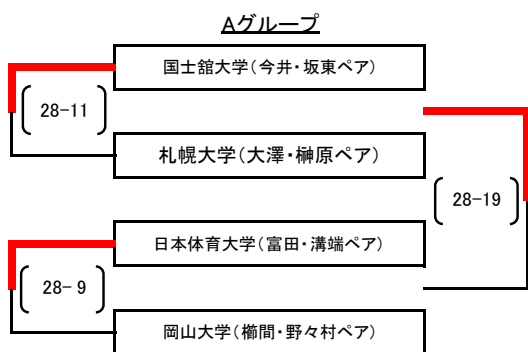 Aグループ
国士舘大学(今井・坂東ペア)
28-11
札幌大学(大澤・榊原ペア)
28-19
日本体育大学(富田・溝端ペア)
28- 9
岡山大学(櫛間・野々村ペア)